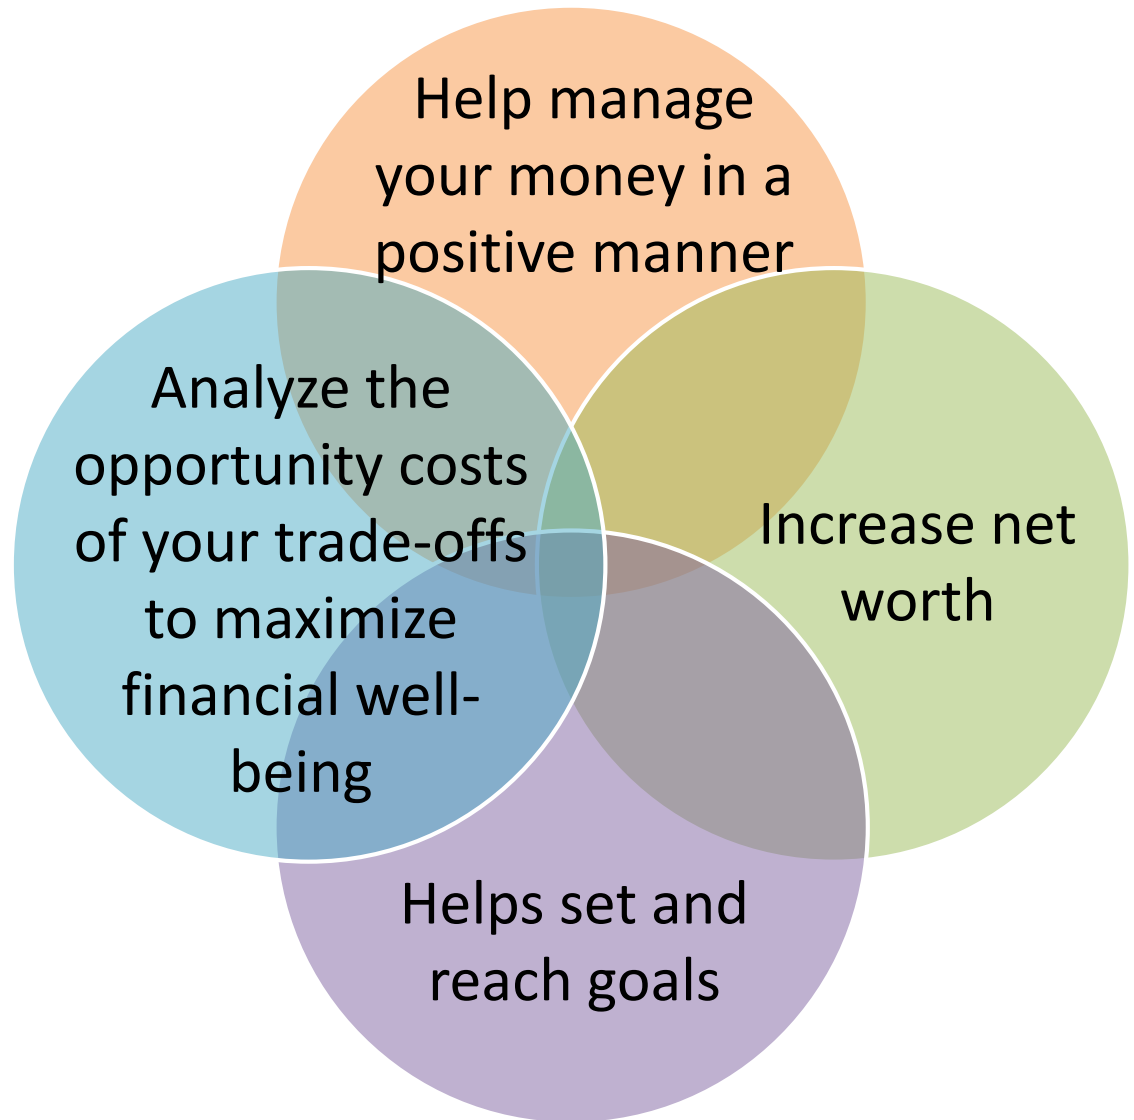 Help manage
your money in a
positive manner
Analyze the
opportunity costs
of your trade-offs
to maximize
financial well-
being
Increase net
worth
Helps set and
reach goals